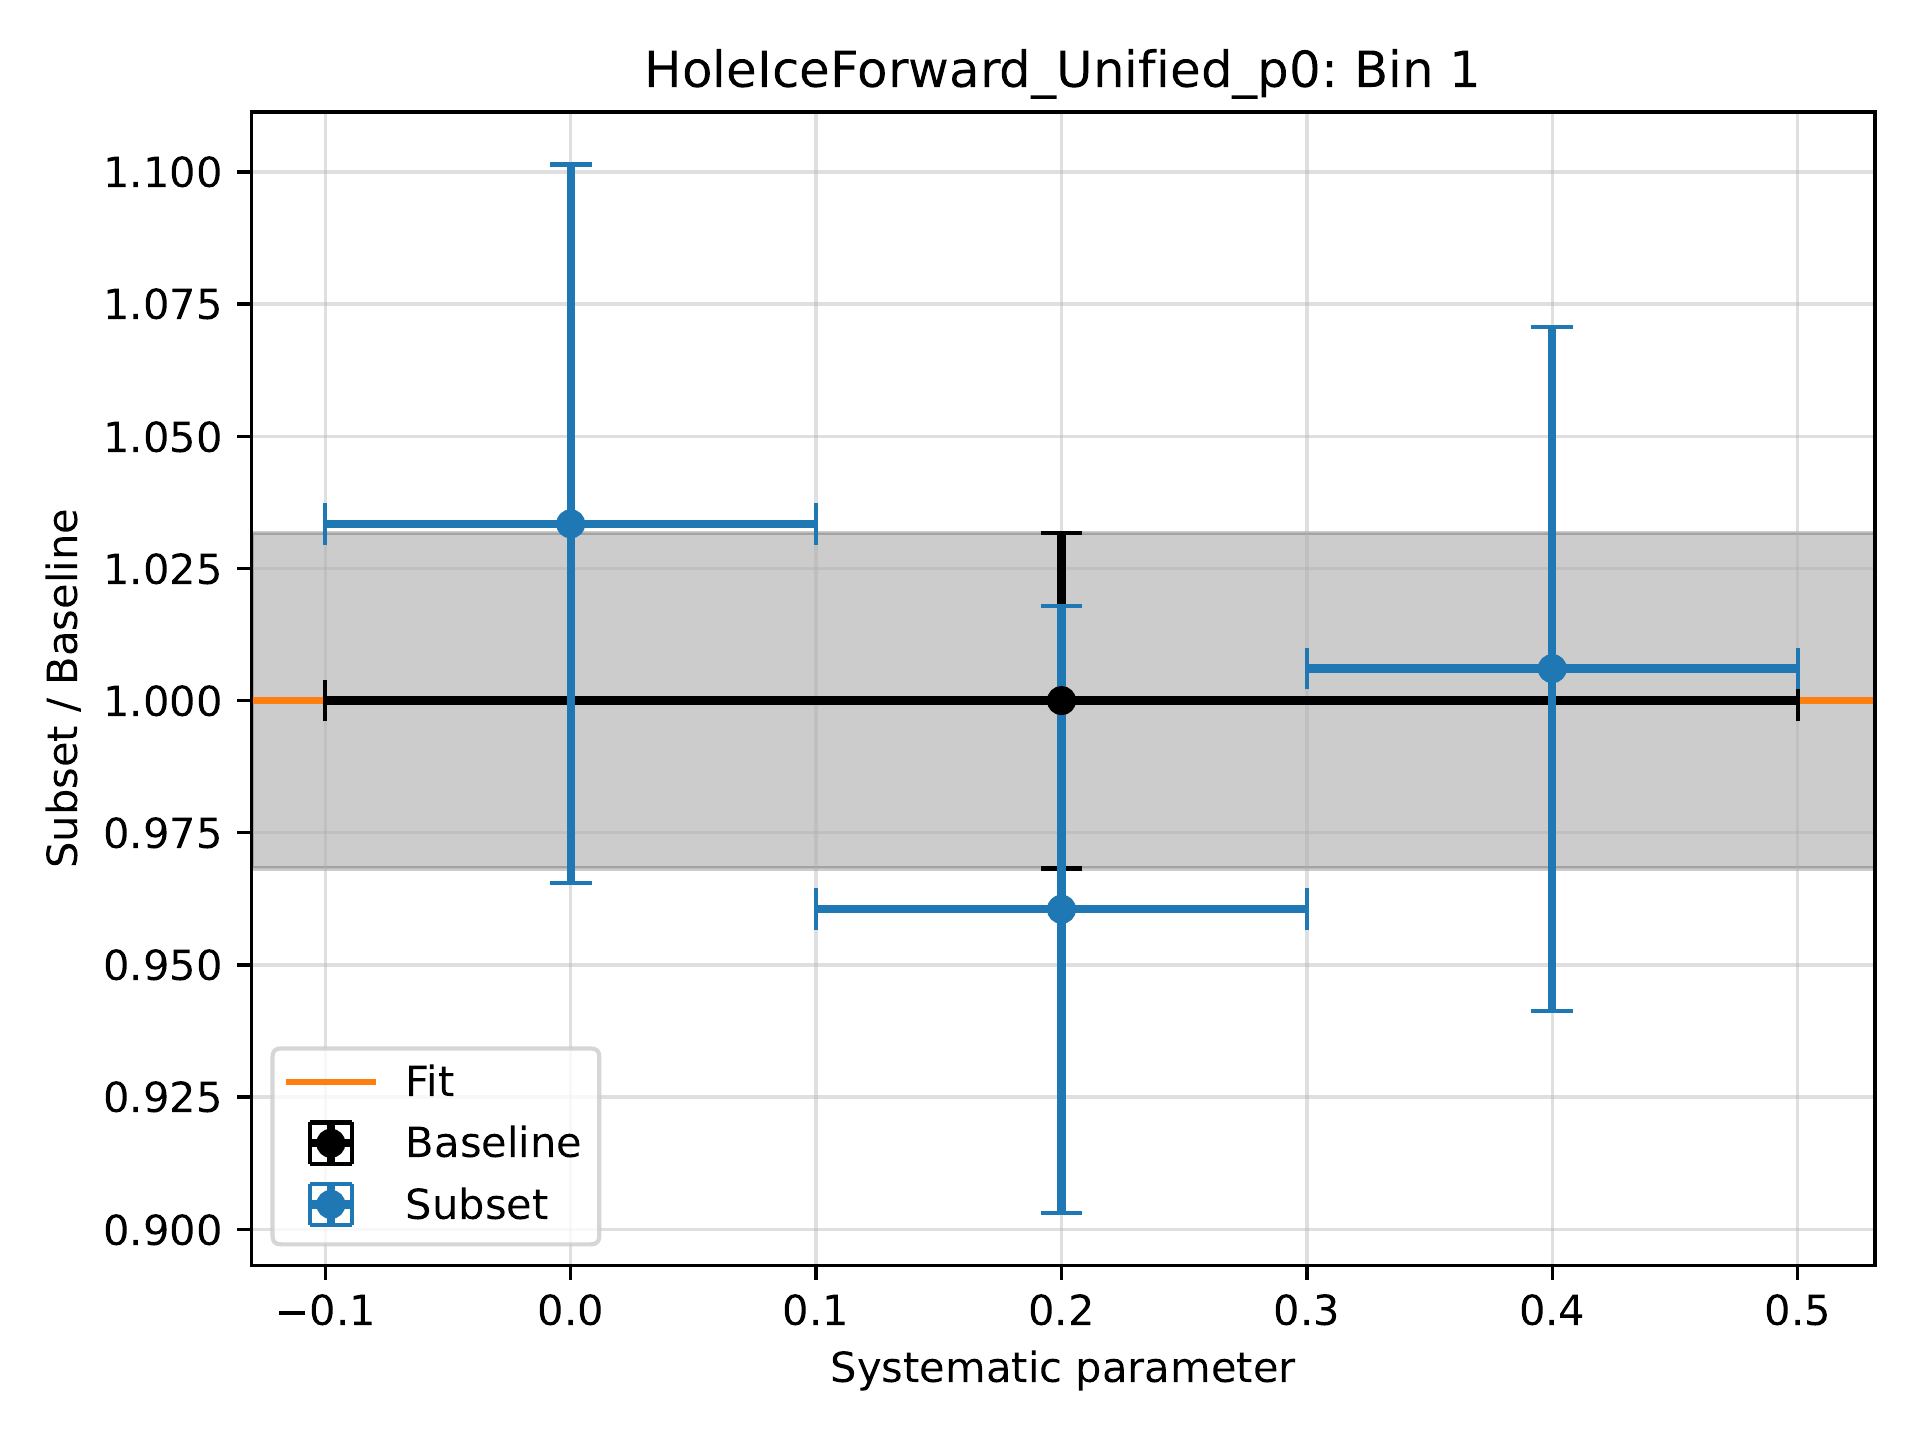 HoleIceForward_Unified_p0: Bin 1
1.100
1.075
1.050
1.025
1.000
0.975
0.950
0.925
0.900
Subset / Baseline
Fit
Baseline
Subset
−0.1 0.0 0.1 0.2 0.3 0.4 0.5
Systematic parameter